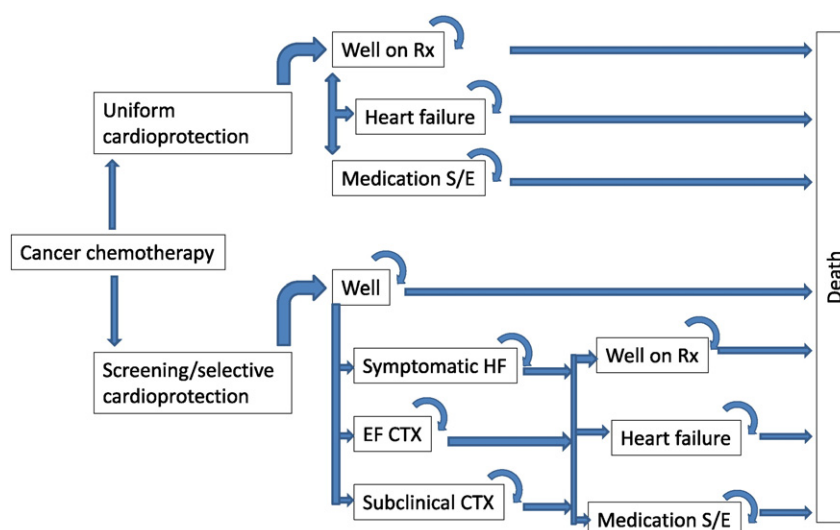 Well on Rx
Uniform
cardioprotection
Heart failure
Medication S/E
Cancer chemotherapy
Death
Well
Screening/selective
cardioprotection
Symptomatic HF
Well on Rx
EF CTX
Heart failure
Subclinical CTX
Medication S/E